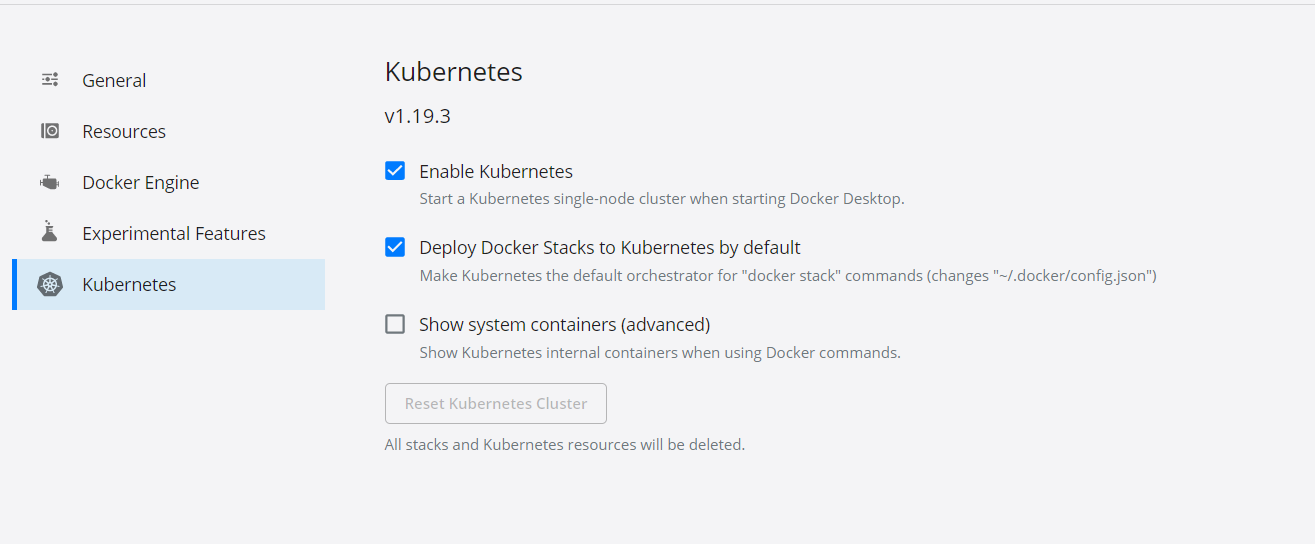 General
Resources
Docker Engine
Experimental Features
Kubernetes
Kubernetes
v1.19.3
Enable Kubernetes
Start a Kubernetes single-node cluster when starting Docker Desktop.
Deploy Docker Stacks to Kubernetes by default
Make Kubernetes the default orchestrator for "docker stack" commands (changes "~/.docker/config.json")
Show system containers (advanced)
Show Kubernetes internal containers when using Docker commands.
Reset Kubernetes Cluster
All stacks and Kubernetes resources will be deleted.